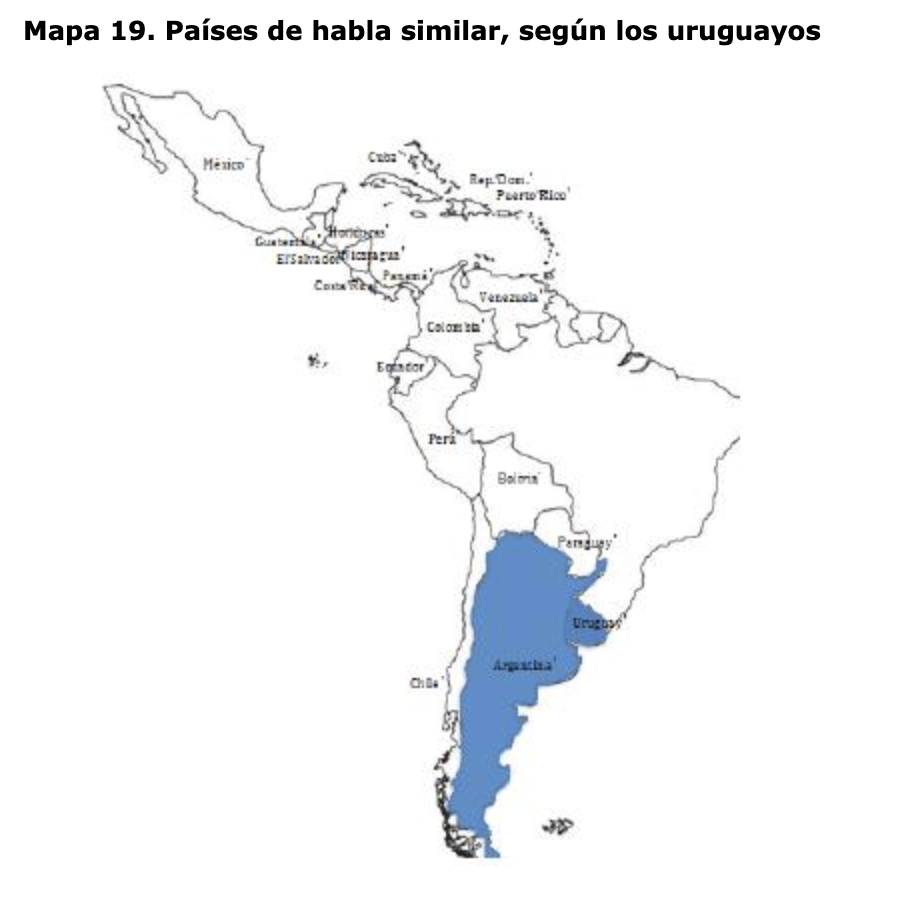 Mapa 19. Países de habla similar, según los uruguayos
México
Cuba
Rep.Dom.
Puerto Rico
Honduras
Guatemala
Nicaragua
El Salvador
Panamá
Costa Rica
Venezuela
Colombia
Ecuador
Perú
Bolivia
Paraguay
Uruguay
Argentina
Chile